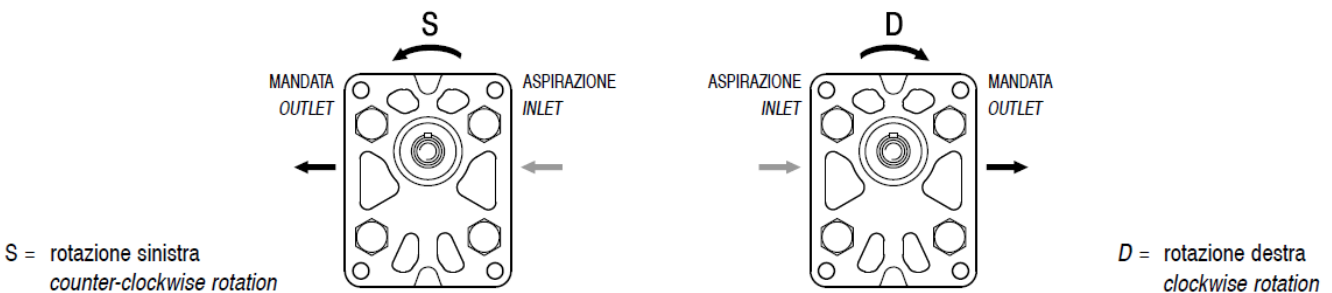 S
MANDATA
OUTLET
ASPIRAZIONE
INLET
S = rotazione sinistra
counter-clockwise rotation
D
ASPIRAZIONE
INLET
MANDATA
OUTLET
D = rotazione destra
clockwise rotation